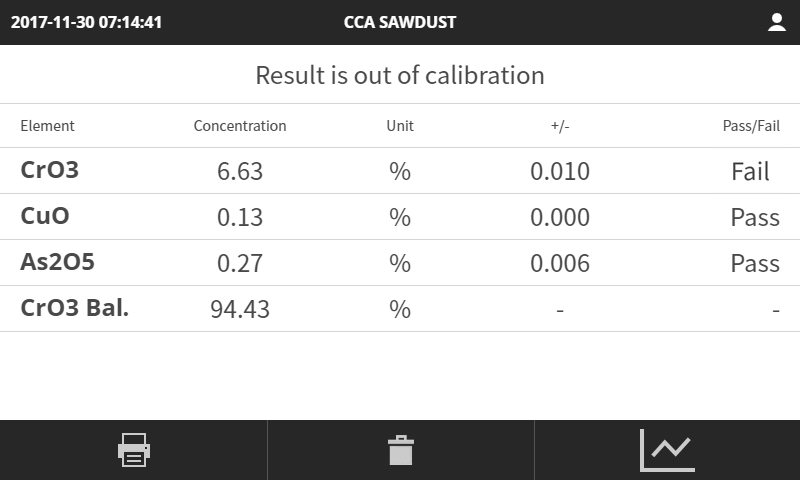 2017-11-30 07:14:41 CCA SAWDUST
Result is out of calibration
Element Concentration Unit +/- Pass/Fail
CrO3 6.63 % 0.010 Fail
CuO 0.13 % 0.000 Pass
As2O5 0.27 % 0.006 Pass
CrO3 Bal. 94.43 % - -